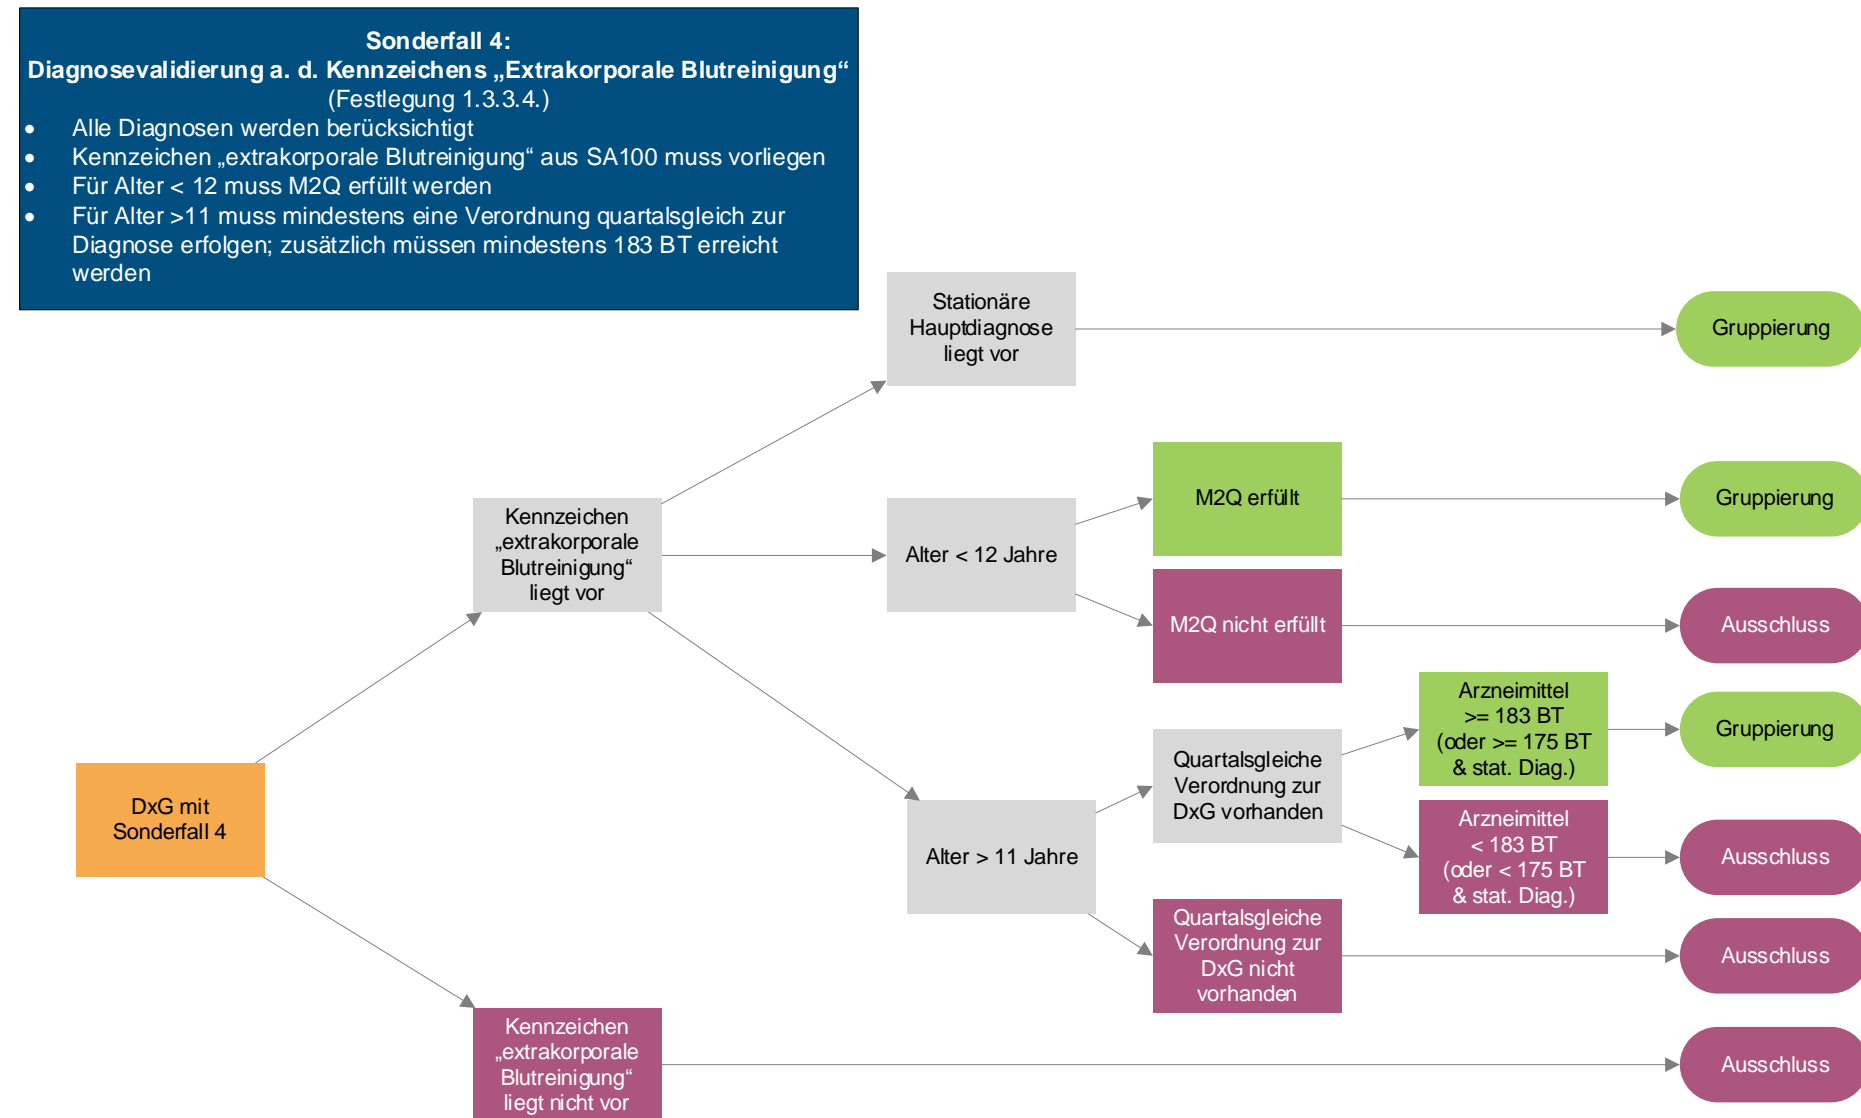 Sonderfall 4:
Diagnosevalidierung a. d. Kennzeichens „Extrakorporale Blutreinigung“
(Festlegung 1.3.3.4.)
• Alle Diagnosen werden berücksichtigt
• Kennzeichen „extrakorporale Blutreinigung“ aus SA100 muss vorliegen
• Für Alter < 12 muss M2Q erfüllt werden
• Für Alter >11 muss mindestens eine Verordnung quartalsgleich zur
Diagnose erfolgen; zusätzlich müssen mindestens 183 BT erreicht
werden
Stationäre
Hauptdiagnose
liegt vor
Gruppierung
Kennzeichen
„extrakorporale
Blutreinigung“
liegt vor
Alter < 12 Jahre
M2Q erfüllt
Gruppierung
M2Q nicht erfüllt
Ausschluss
DxG mit
Sonderfall 4
Alter > 11 Jahre
Quartalsgleiche
Verordnung zur
DxG vorhanden
Arzneimittel
>= 183 BT
(oder >= 175 BT
& stat. Diag.)
Gruppierung
Arzneimittel
< 183 BT
(oder < 175 BT
& stat. Diag.)
Ausschluss
Quartalsgleiche
Verordnung zur
DxG nicht
vorhanden
Ausschluss
Kennzeichen
„extrakorporale
Blutreinigung“
liegt nicht vor
Ausschluss